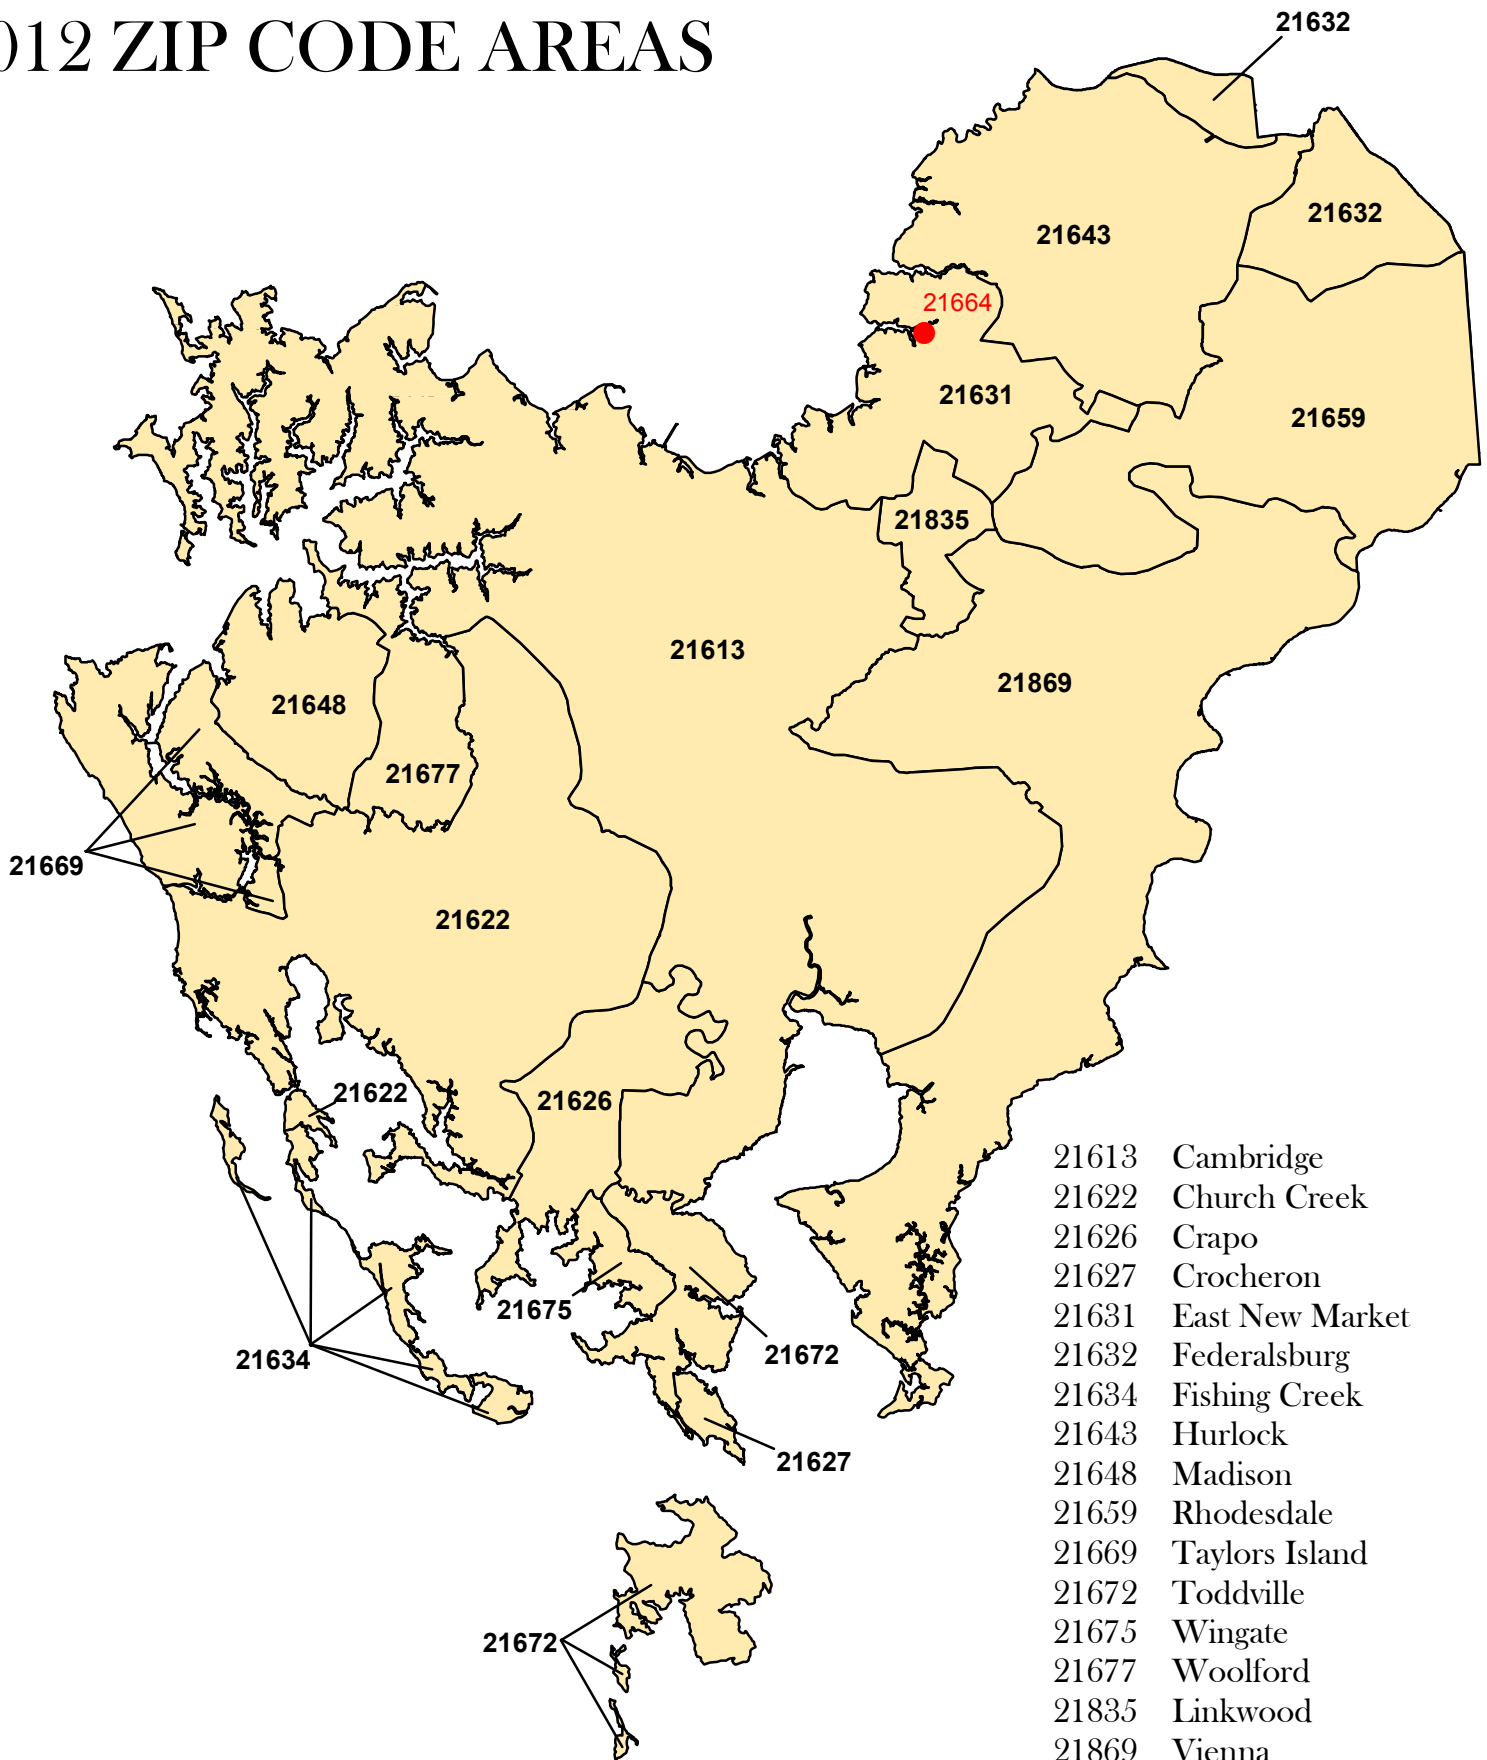 012 ZIP CODE AREAS
21632
21632
21643
21664
21631
21659
21835
21613
21869
21648
21677
21669
21622
21622
21626
21675
21672
21634
21627
21672
21613 Cambridge
21622 Church Creek
21626 Crapo
21627 Crocheron
21631 East New Market
21632 Federalsburg
21634 Fishing Creek
21643 Hurlock
21648 Madison
21659 Rhodesdale
21669 Taylors Island
21672 Toddville
21675 Wingate
21677 Woolford
21835 Linkwood
21869 Vienna